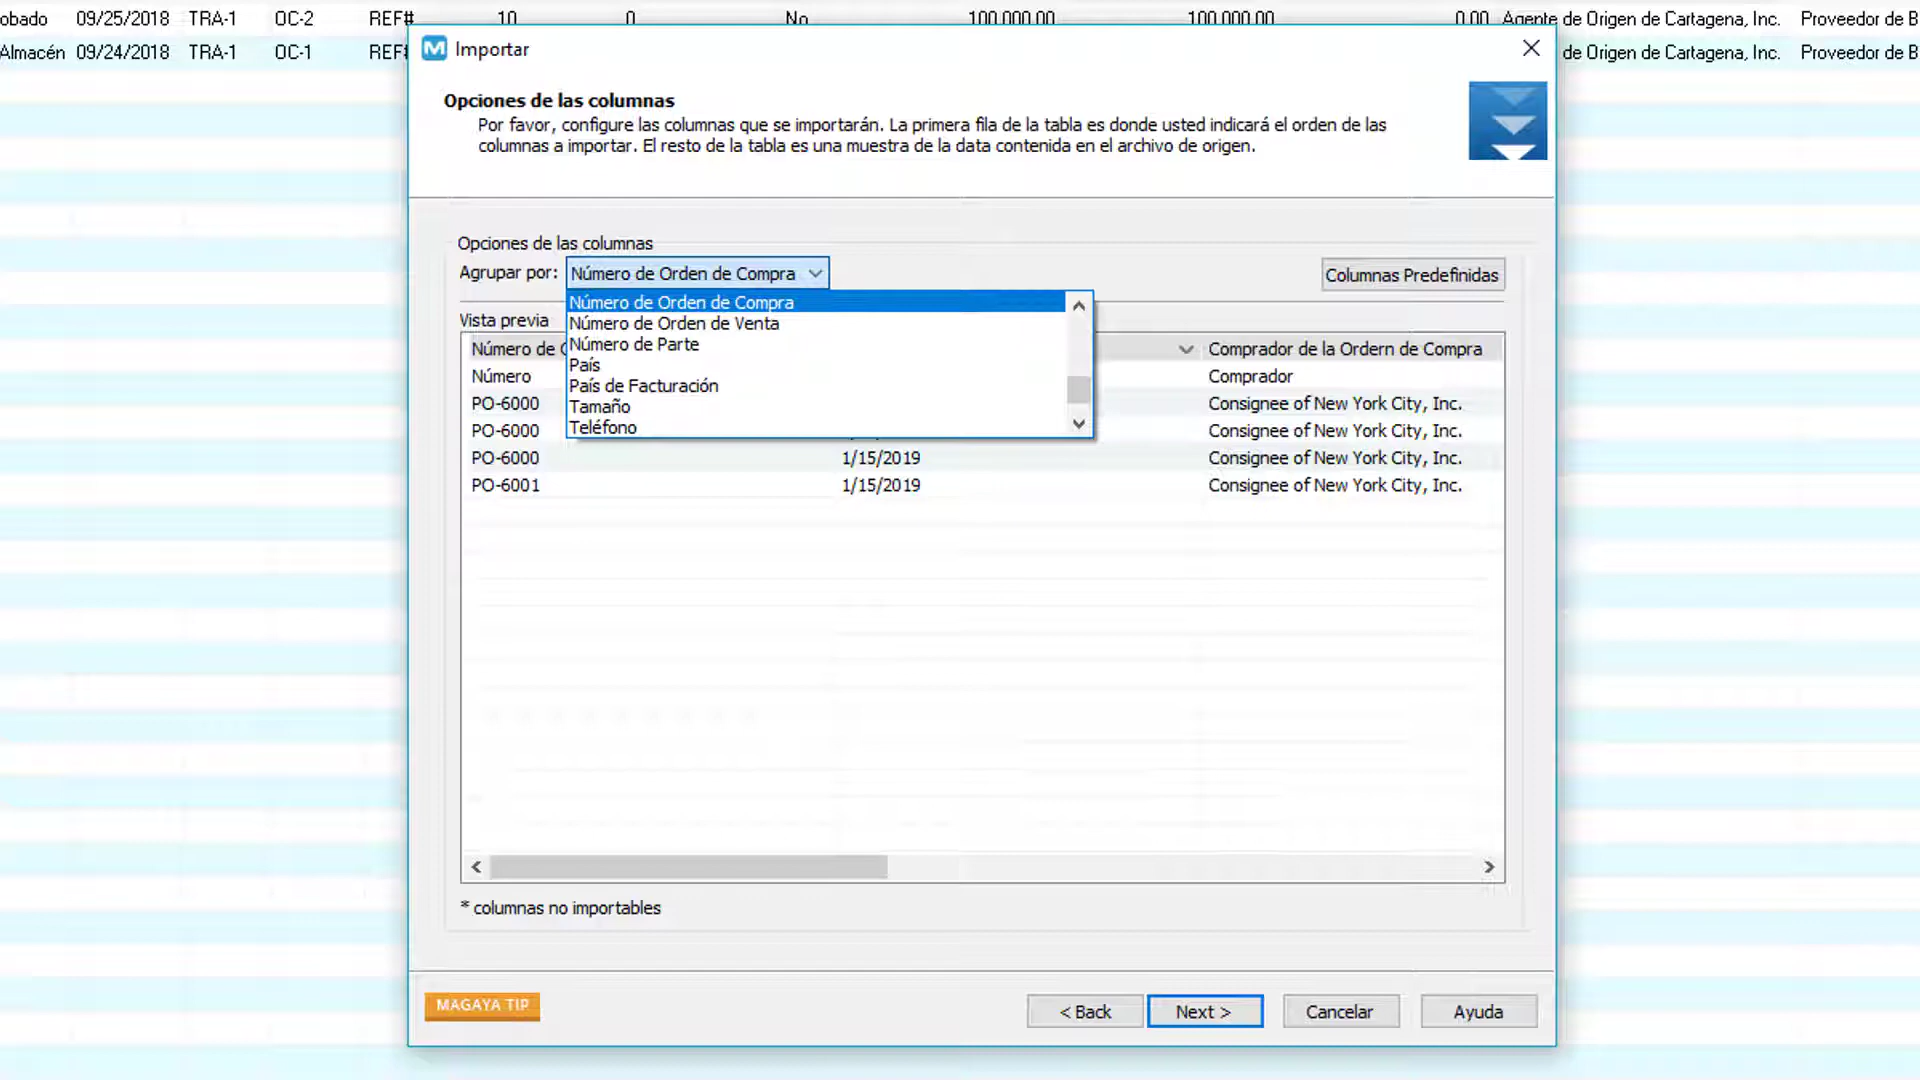 obado 09/25/2018 TRA-1 OC-2 REF# 10 0 No 100,000.00 100,000.00 0.00 Agente de Origen de Cartagena, Inc. Proveedor de B
Almacén 09/24/2018 TRA-1 OC-1 REF# de Origen de Cartagena, Inc. Proveedor de B
Importar
Opciones de las columnas
Por favor, configure las columnas que se importarán. La primera fila de la tabla es donde usted indicará el orden de las
columnas a importar. El resto de la tabla es una muestra de la data contenida en el archivo de origen.
Opciones de las columnas
Agrupar por: Número de Orden de Compra
Columnas Predefinidas
Número de Orden de Compra
Número de Orden de Venta
Número de Parte
País
País de Facturación
Tamaño
Teléfono
Vista previa
Número de Comprador de la Ordern de Compra
Número Comprador
PO-6000 Consignee of New York City, Inc.
PO-6000 Consignee of New York City, Inc.
PO-6000 1/15/2019 Consignee of New York City, Inc.
PO-6001 1/15/2019 Consignee of New York City, Inc.
* columnas no importables
MAGAYA TIP
< Back Next > Cancelar Ayuda